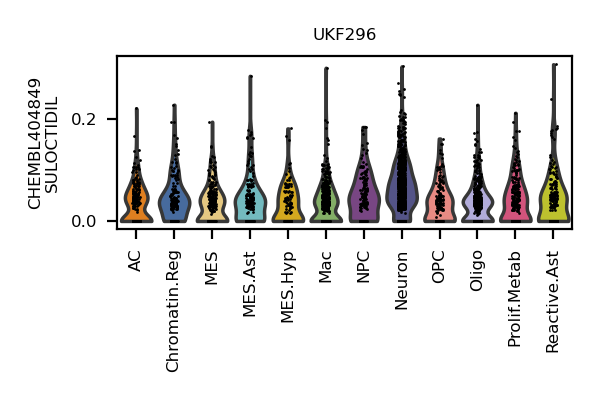 UKF296
CHEMBL404849
SULOCTIDIL
0.2
0.0
AC
Chromatin.Reg
MES
MES.Ast
MES.Hyp
Mac
NPC
Neuron
OPC
Oligo
Prolif.Metab
Reactive.Ast